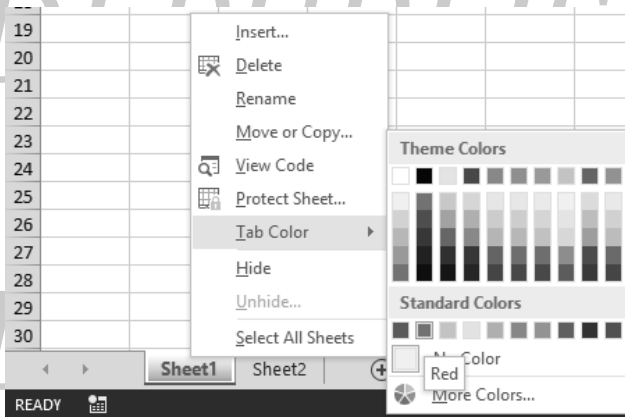 19
20
21
22
23
24
25
26
27
28
29
30
Insert...
Delete
Rename
Move or Copy...
View Code
Protect Sheet...
Tab Color
Hide
Unhide...
Select All Sheets
Theme Colors
Standard Colors
Color
Red
More Colors...
Sheet1 Sheet2
READY